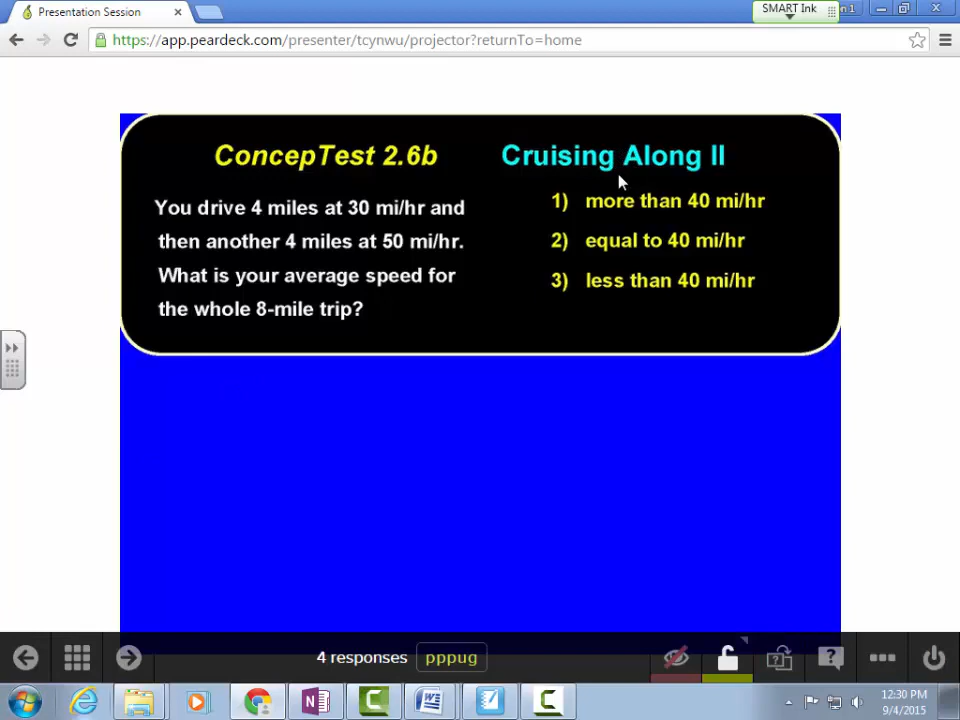 Presentation Session
SMART Ink
https://app.peardeck.com/presenter/tcynwu/projector?returnTo=home
ConcepTest 2.6b
Cruising Along II
You drive 4 miles at 30 mi/hr and
then another 4 miles at 50 mi/hr.
What is your average speed for
the whole 8-mile trip?
1) more than 40 mi/hr
2) equal to 40 mi/hr
3) less than 40 mi/hr
4 responses pppug
12:30 PM
9/4/2015